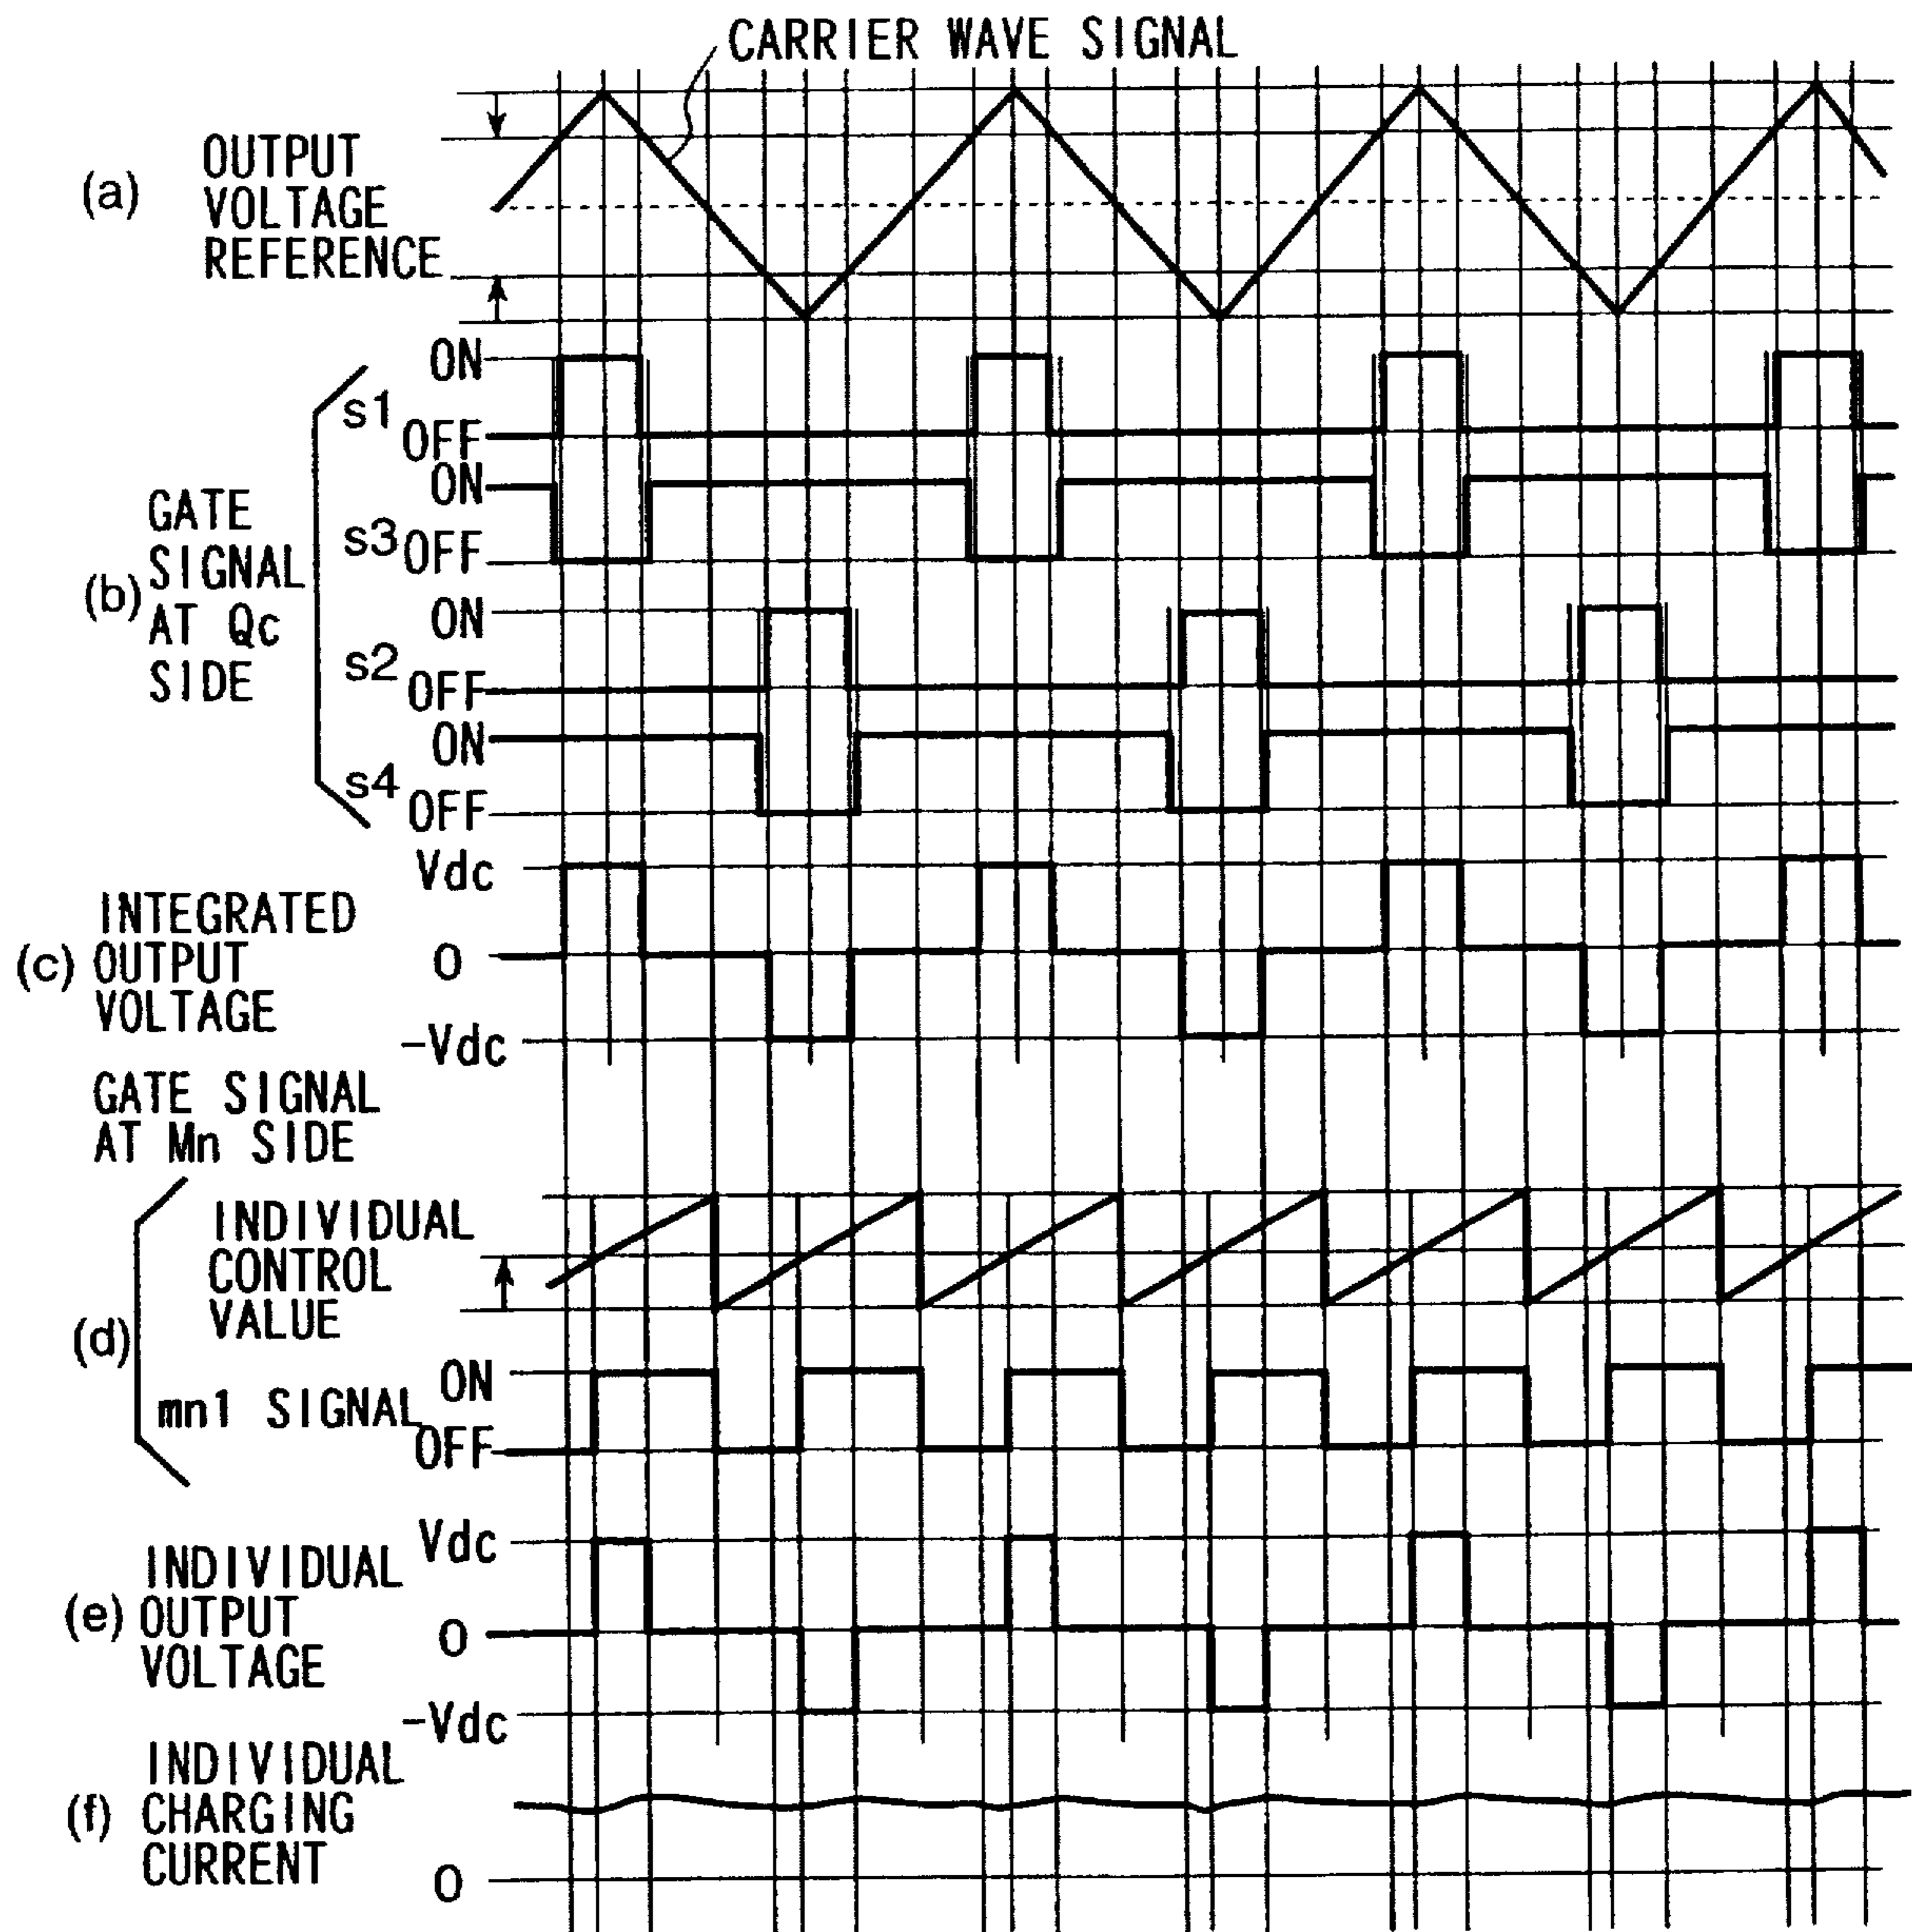 CARRIER WAVE SIGNAL
(a)
OUTPUT
VOLTAGE
REFERENCE
(b)
GATE
SIGNAL
AT Qc
SIDE
s1
ON
OFF
s3
ON
OFF
s2
ON
OFF
s4
ON
OFF
(c)
INTEGRATED
OUTPUT
VOLTAGE
Vdc
0
-Vdc
GATE SIGNAL
AT Mn SIDE
(d)
INDIVIDUAL
CONTROL
VALUE
mn1 SIGNAL
ON
OFF
(e)
INDIVIDUAL
OUTPUT
VOLTAGE
Vdc
0
-Vdc
(f)
INDIVIDUAL
CHARGING
CURRENT
0